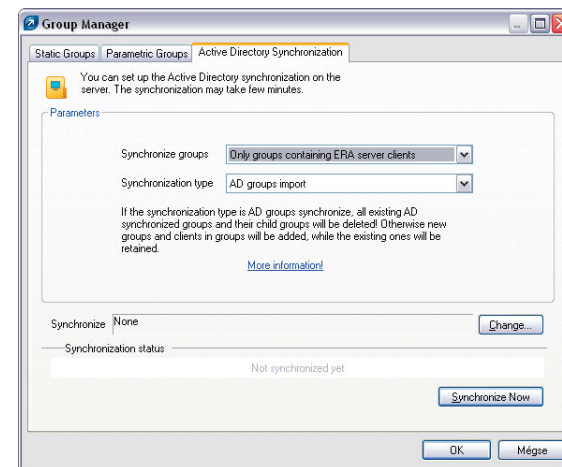 Group Manager
Static Groups Parametric Groups Active Directory Synchronization
You can set up the Active Directory synchronization on the
server. The synchronization may take few minutes.
Parameters
Synchronize groups Only groups containing ERA server clients
Synchronization type AD groups import
If the synchronization type is AD groups synchronize, all existing AD
synchronized groups and their child groups will be deleted! Otherwise new
groups and clients in groups will be added, while the existing ones will be
retained.
More information!
Synchronize None Change...
Synchronization status
Not synchronized yet
Synchronize Now
OK Mégse